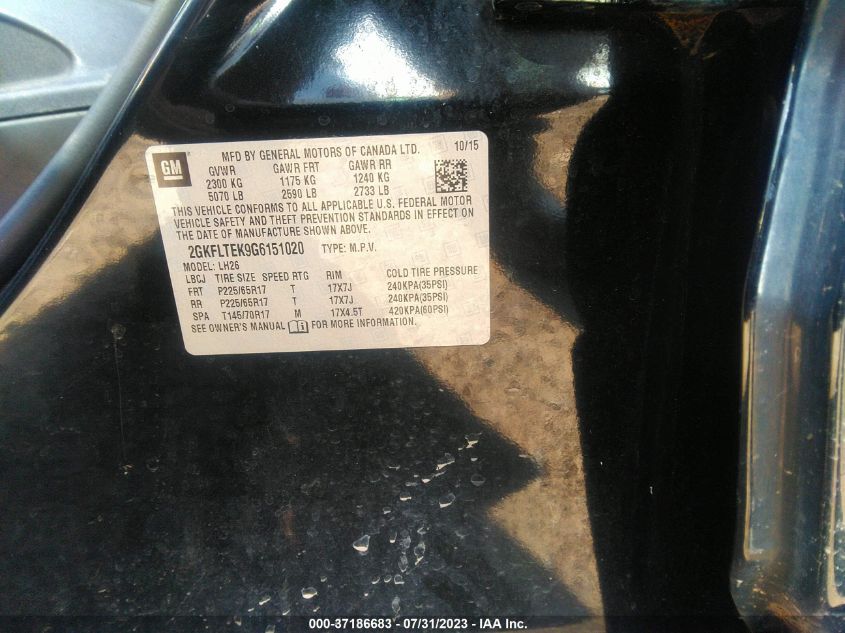 GM
MFD BY GENERAL MOTORS OF CANADA LTD. 10/15
GVWR GAWR FRT GAWR RR
2300 KG 1175 KG 1240 KG
5070 LB 2590 LB 2733 LB
THIS VEHICLE CONFORMS TO ALL APPLICABLE U.S. FEDERAL MOTOR
VEHICLE SAFETY AND THEFT PREVENTION STANDARDS IN EFFECT ON
THE DATE OF MANUFACTURE SHOWN ABOVE.
2GKFLTEK9G6151020 TYPE: M.P.V.
MODEL: LH26
LBCJ TIRE SIZE SPEED RTG RIM COLD TIRE PRESSURE
FRT P225/65R17 T 17X7J 240KPA(35PSI)
RR P225/65R17 T 17X7J 240KPA(35PSI)
SPA T145/70R17 M 17X4.5T 420KPA(60PSI)
SEE OWNER'S MANUAL FOR MORE INFORMATION.
000-37186683 - 07/31/2023 - IAA Inc.